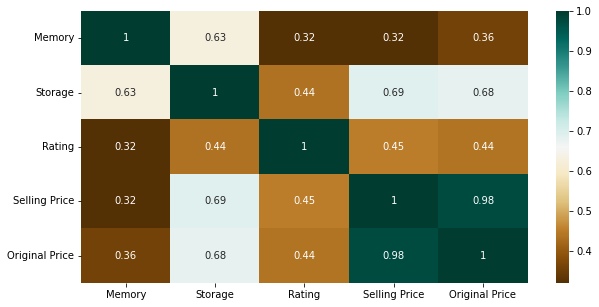 Memory 1 0.63 0.32 0.32 0.36
Storage 0.63 1 0.44 0.69 0.68
Rating 0.32 0.44 1 0.45 0.44
Selling Price 0.32 0.69 0.45 1 0.98
Original Price 0.36 0.68 0.44 0.98 1
Memory Storage Rating Selling Price Original Price
1.0
0.9
0.8
0.7
0.6
0.5
0.4